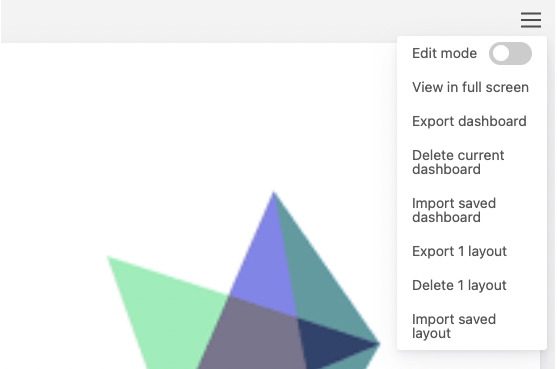 Edit mode
View in full screen
Export dashboard
Delete current
dashboard
Import saved
dashboard
Export 1 layout
Delete 1 layout
Import saved
layout